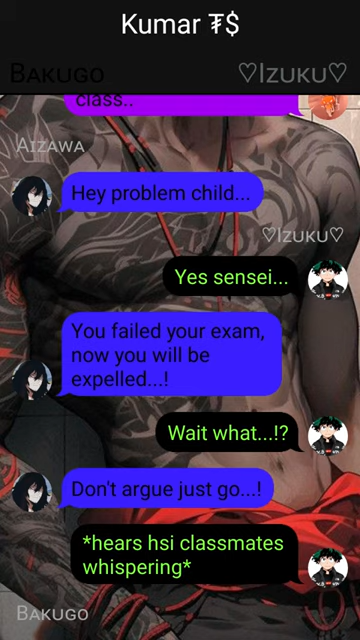 Kumar ₮$
Bakugo
♡Izuku♡
class..
Aizawa
Hey problem child...
♡Izuku♡
Yes sensei...
You failed your exam,
now you will be
expelled...!
Wait what...!?
Don't argue just go...!
*hears hsi classmates
whispering*
Bakugo